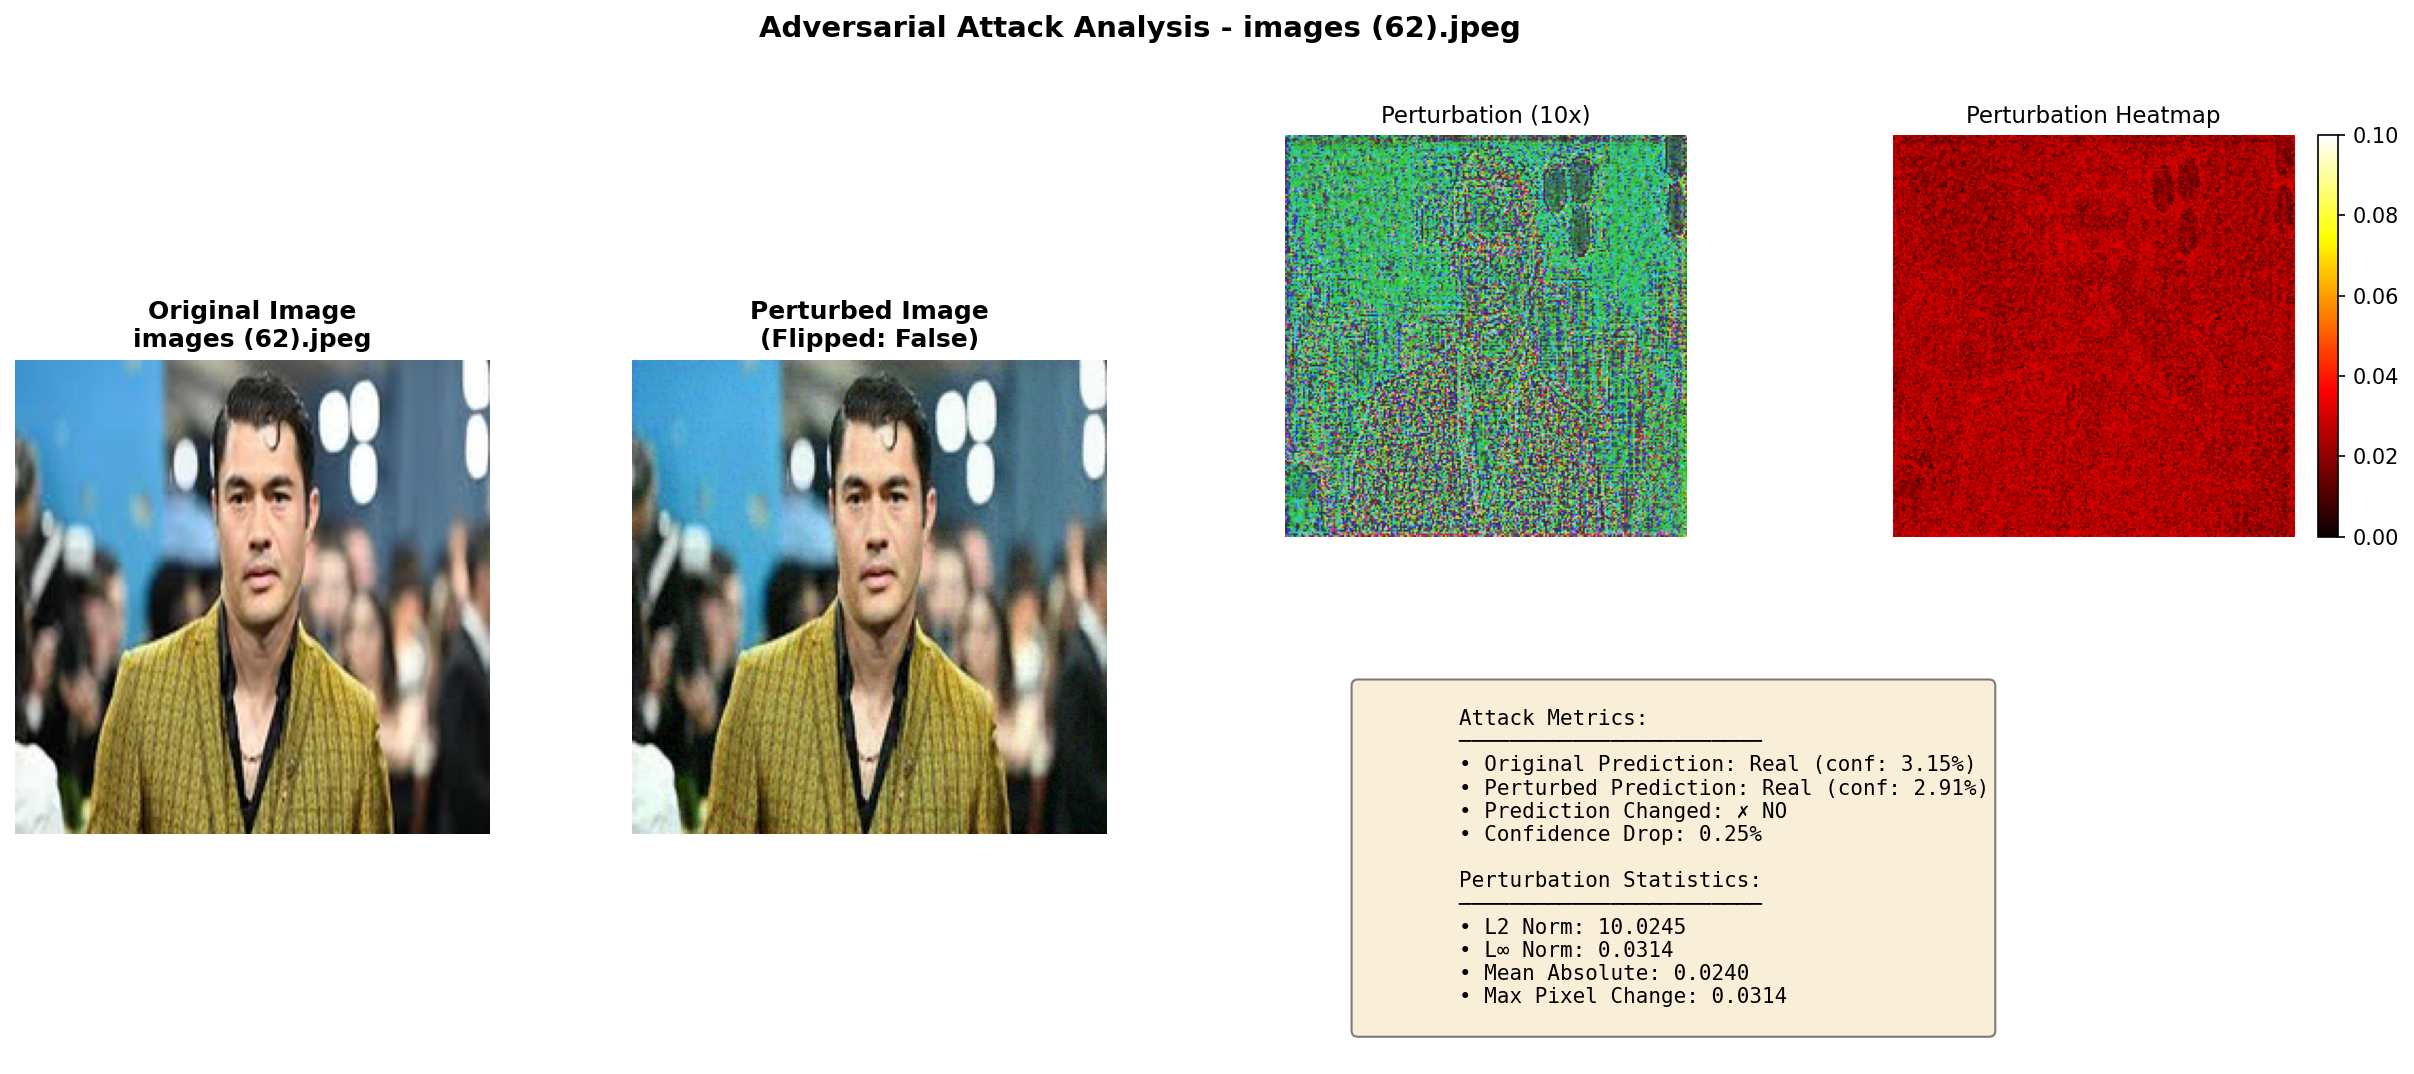 Adversarial Attack Analysis - images (62).jpeg
Original Image
images (62).jpeg
Perturbed Image
(Flipped: False)
Perturbation (10x)
Perturbation Heatmap
0.10
0.08
0.06
0.04
0.02
0.00
Attack Metrics:
• Original Prediction: Real (conf: 3.15%)
• Perturbed Prediction: Real (conf: 2.91%)
• Prediction Changed: ✗ NO
• Confidence Drop: 0.25%
Perturbation Statistics:
• L2 Norm: 10.0245
• L∞ Norm: 0.0314
• Mean Absolute: 0.0240
• Max Pixel Change: 0.0314